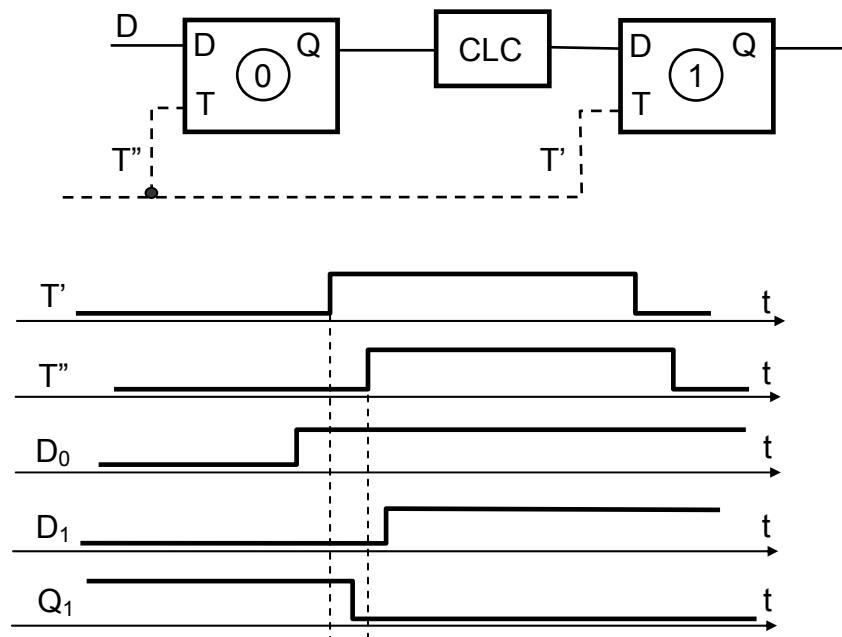 D
D Q
0
T
CLC
D Q
1
T
T” T’
T’ t
T” t
D₀ t
D₁ t
Q₁ t